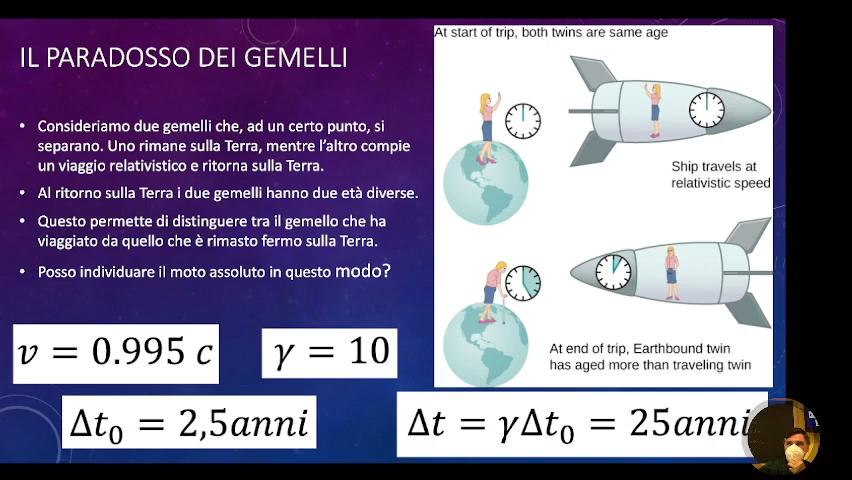 IL PARADOSSO DEI GEMELLI
• Consideriamo due gemelli che, ad un certo punto, si
separano. Uno rimane sulla Terra, mentre l'altro compie
un viaggio relativistico e ritorna sulla Terra.
• Al ritorno sulla Terra i due gemelli hanno due età diverse.
• Questo permette di distinguere tra il gemello che ha
viaggiato da quello che è rimasto fermo sulla Terra.
• Posso individuare il moto assoluto in questo modo?
v = 0.995 c
γ = 10
Δt₀ = 2,5anni
Δt = γΔt₀ = 25anni
At start of trip, both twins are same age
Ship travels at
relativistic speed
At end of trip, Earthbound twin
has aged more than traveling twin